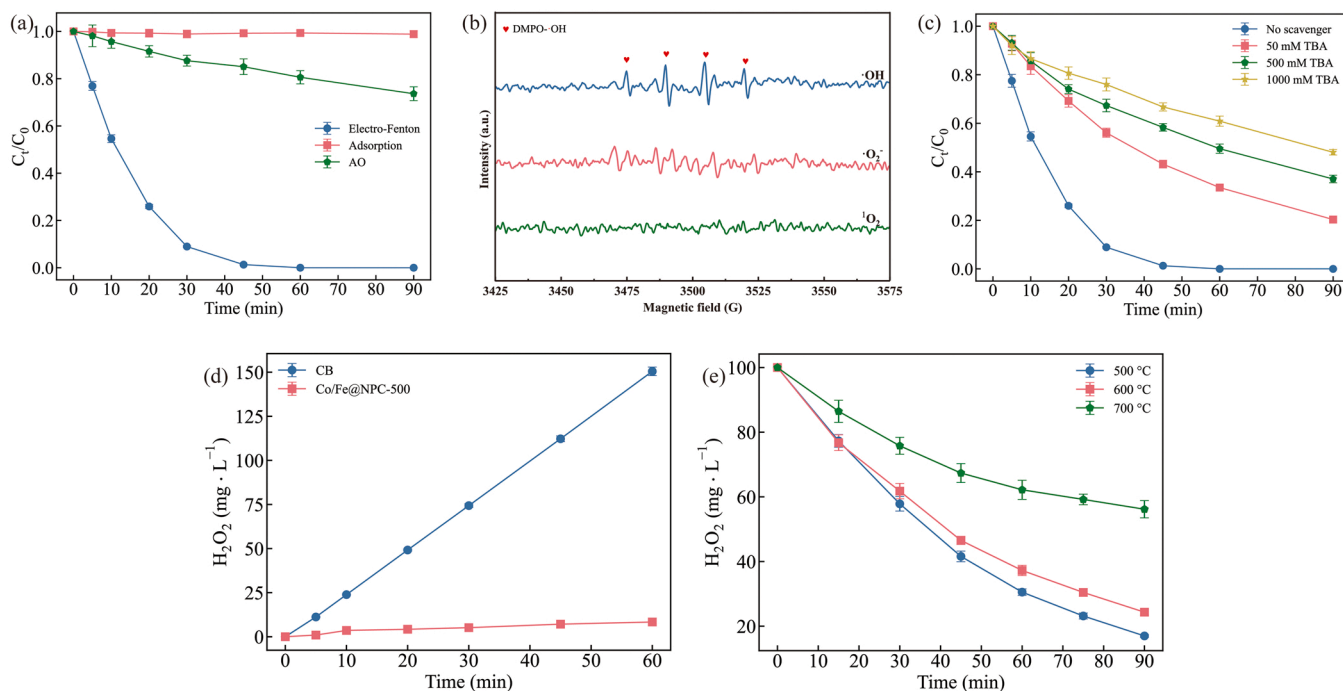 (a)
1.0
0.8
0.6
0.4
0.2
0.0
C_t/C_0
Electro-Fenton
Adsorption
AO
0 10 20 30 40 50 60 70 80 90
Time (min)
(b)
♥ DMPO-·OH
·OH
·O₂⁻
¹O₂
Intensity (a.u.)
3425 3450 3475 3500 3525 3550 3575
Magnetic field (G)
(c)
1.0
0.8
0.6
0.4
0.2
0.0
C_t/C_0
No scavenger
50 mM TBA
500 mM TBA
1000 mM TBA
0 10 20 30 40 50 60 70 80 90
Time (min)
(d)
150
125
100
75
50
25
0
H₂O₂ (mg · L⁻¹)
CB
Co/Fe@NPC-500
0 10 20 30 40 50 60
Time (min)
(e)
100
80
60
40
20
H₂O₂ (mg · L⁻¹)
500 °C
600 °C
700 °C
0 10 20 30 40 50 60 70 80 90
Time (min)